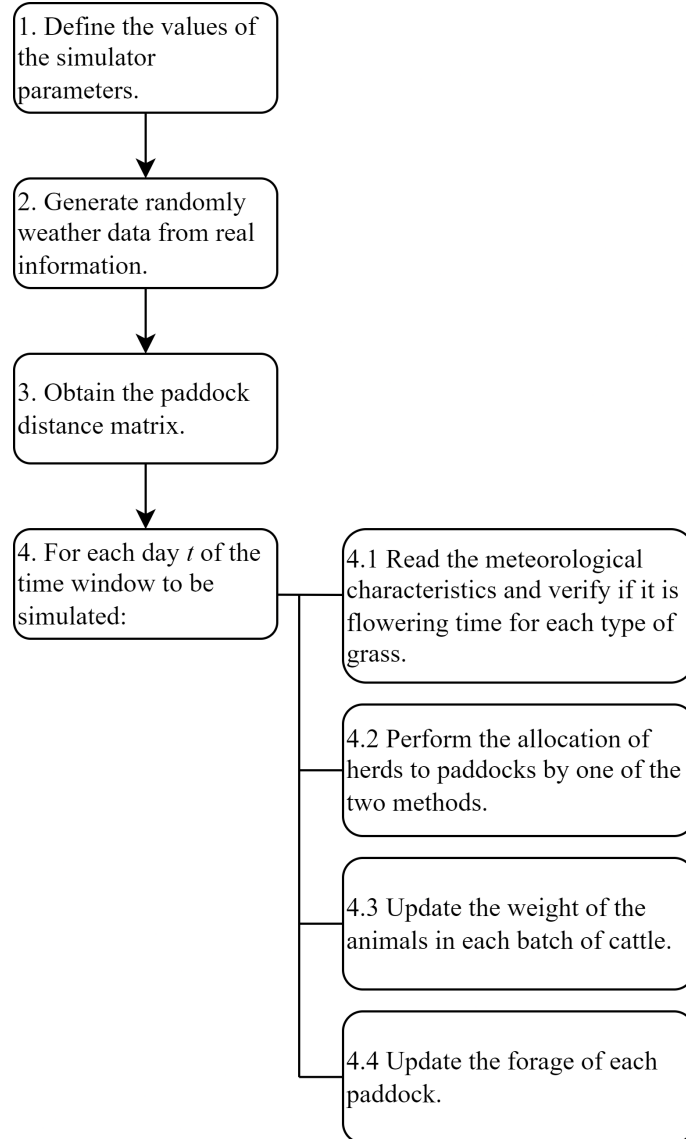 1. Define the values of
the simulator
parameters.
2. Generate randomly
weather data from real
information.
3. Obtain the paddock
distance matrix.
4. For each day t of the
time window to be
simulated:
4.1 Read the meteorological
characteristics and verify if it is
flowering time for each type of
grass.
4.2 Perform the allocation of
herds to paddocks by one of the
two methods.
4.3 Update the weight of the
animals in each batch of cattle.
4.4 Update the forage of each
paddock.